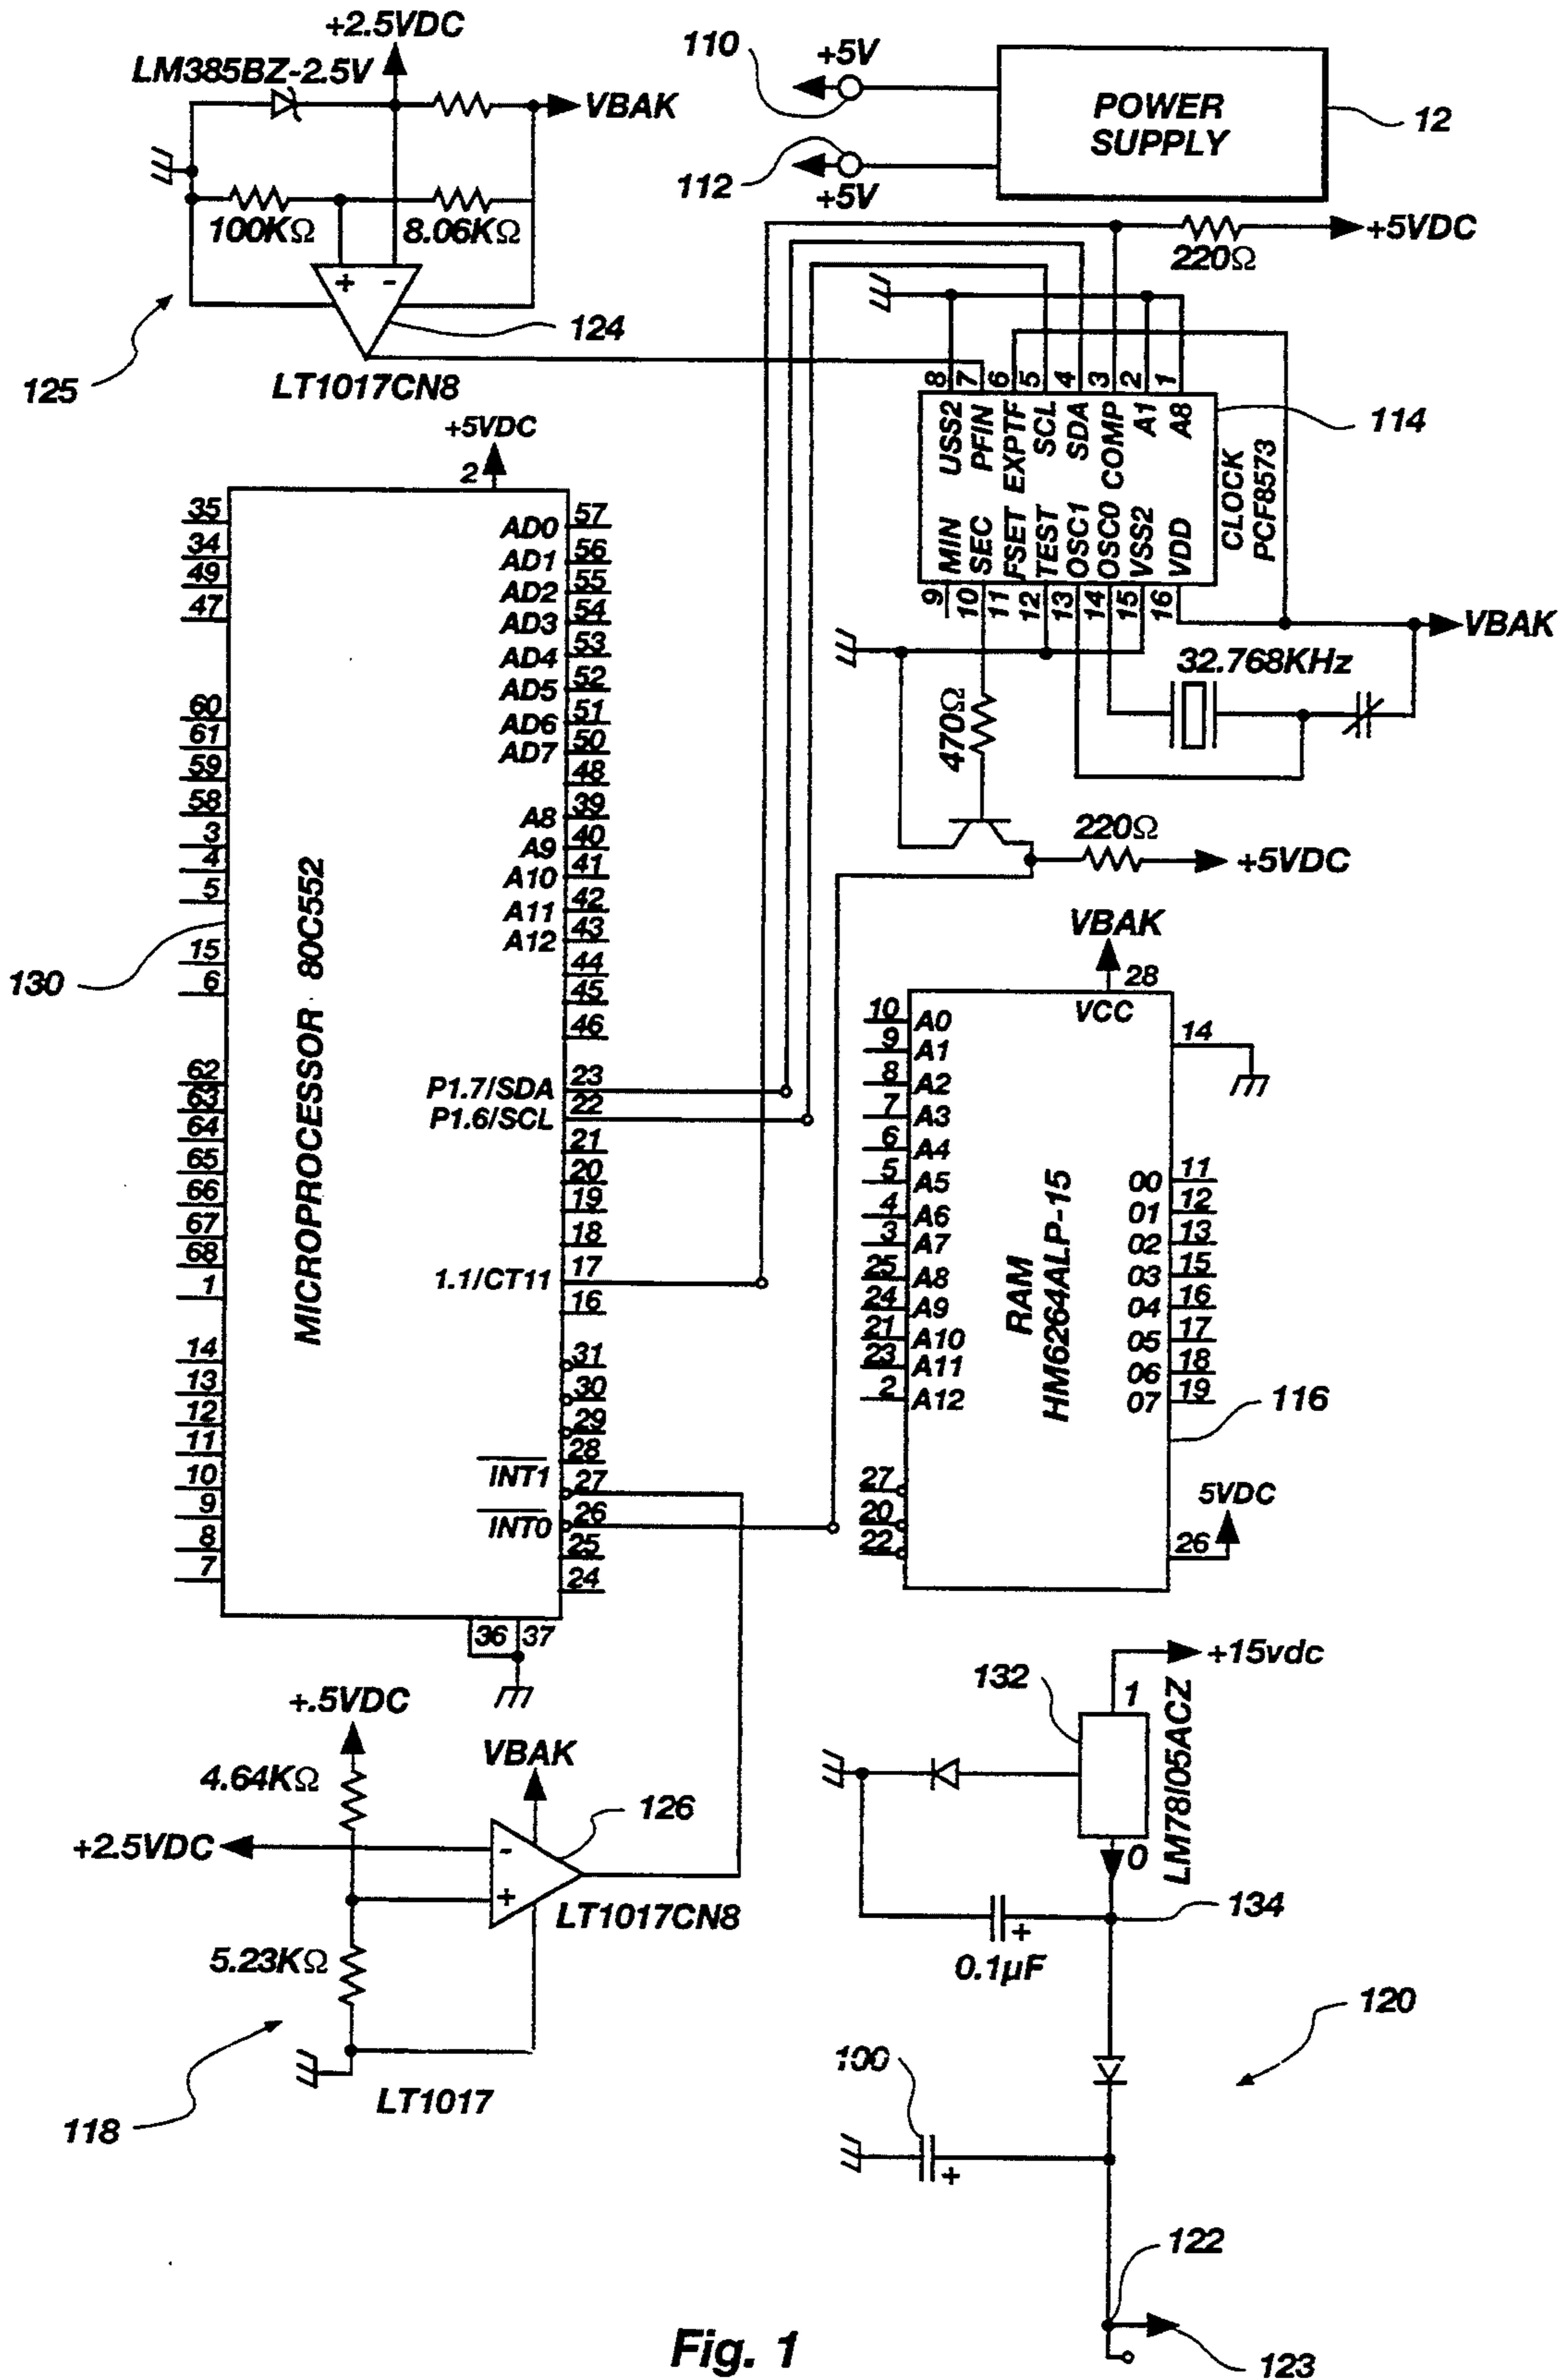 +2.5VDC
LM385BZ-2.5V
VBAK
100KΩ
8.06KΩ
+ -
124
125
LT1017CN8
110
+5V
112
+5V
POWER
SUPPLY
12
+5VDC
220Ω
8 7 6 5 4 3 2 1
USS2 PFIN EXPTF SCL SDA COMP A1 A8
MIN SEC FSET TEST OSC1 OSC0 VSS2 VDD
9 10 11 12 13 14 15 16
CLOCK
PCF8573
114
VBAK
32.768KHz
470Ω
220Ω
+5VDC
+5VDC
2
35
34
49
47
60
61
59
58
3
4
5
15
6
62
63
64
65
66
67
68
1
14
13
12
11
10
9
8
7
130
MICROPROCESSOR 80C552
AD0 57
AD1 56
AD2 55
AD3 54
AD4 53
AD5 52
AD6 51
AD7 50
48
A8 39
A9 40
A10 41
A11 42
A12 43
44
45
46
P1.7/SDA 23
P1.6/SCL 22
21
20
19
18
1.1/CT11 17
16
31
30
29
28
INT1 27
INT0 26
25
24
36 37
VBAK
28
VCC
14
10 A0
9 A1
8 A2
7 A3
6 A4
5 A5
4 A6
3 A7
25 A8
24 A9
21 A10
23 A11
2 A12
27
20
22
RAM
HM6264ALP-15
00 11
01 12
02 13
03 15
04 16
05 17
06 18
07 19
116
5VDC
26
+.5VDC
4.64KΩ
+2.5VDC
5.23KΩ
VBAK
126
-
+
LT1017CN8
LT1017
118
+15vdc
132
1
LM78I05ACZ
0
134
+
0.1µF
120
100
+
122
123
Fig. 1